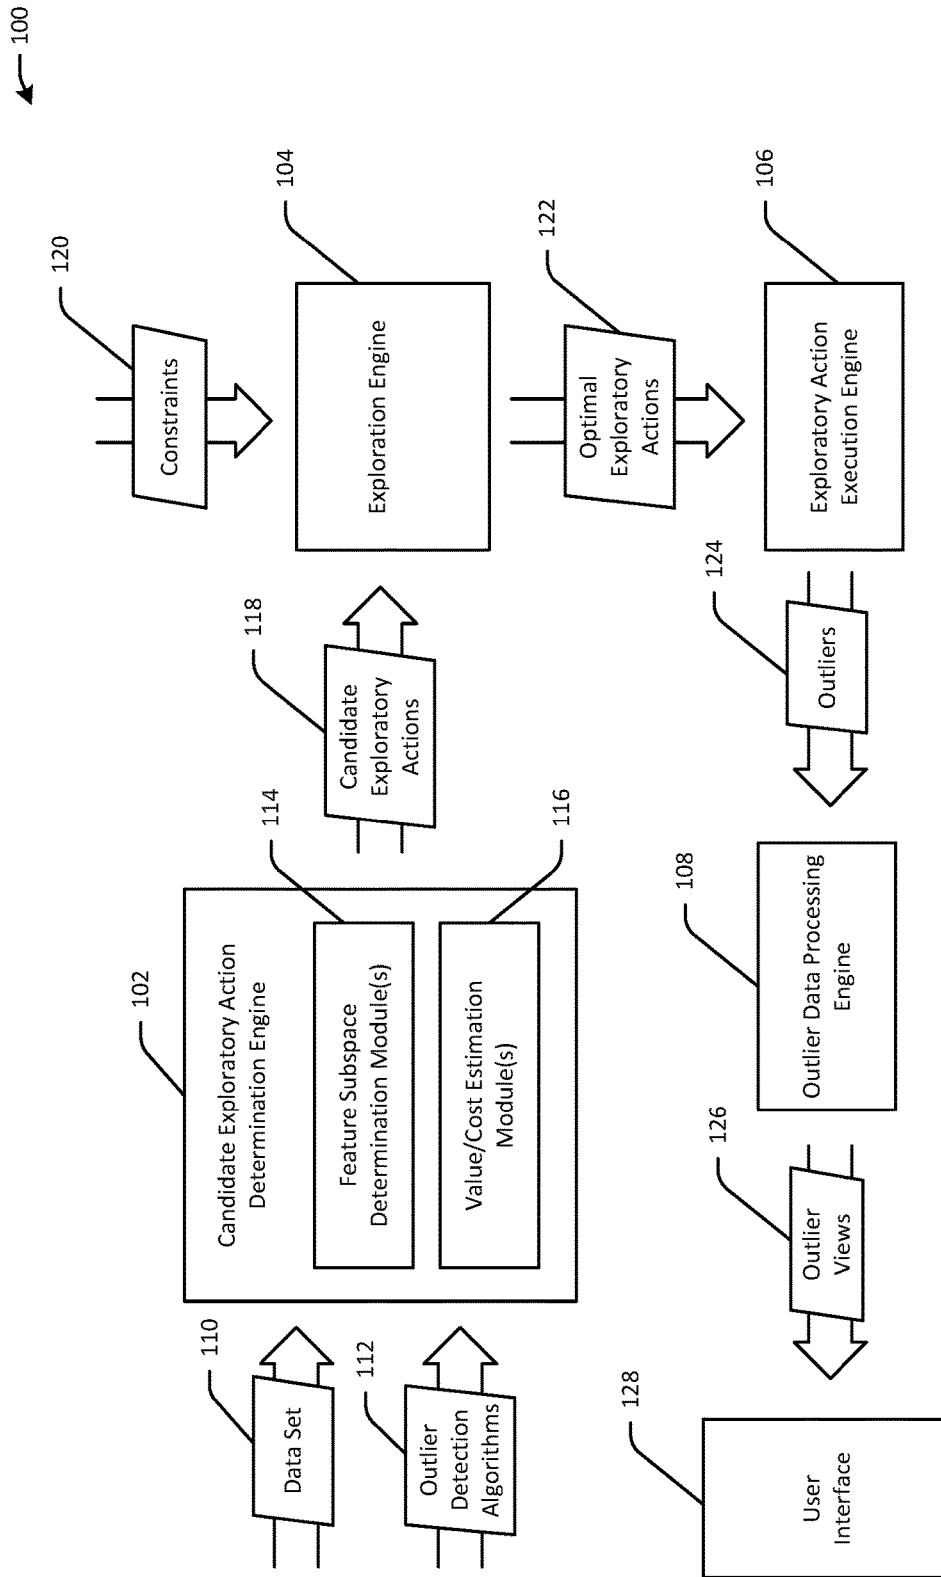 100
120
104
Constraints
Exploration Engine
118
Candidate
Exploratory
Actions
122
Optimal
Exploratory
Actions
102
Candidate Exploratory Action
Determination Engine
114
Feature Subspace
Determination Module(s)
116
Value/Cost Estimation
Module(s)
110
Data Set
112
Outlier
Detection
Algorithms
106
Exploratory Action
Execution Engine
124
Outliers
108
Outlier Data Processing
Engine
126
Outlier
Views
128
User
Interface